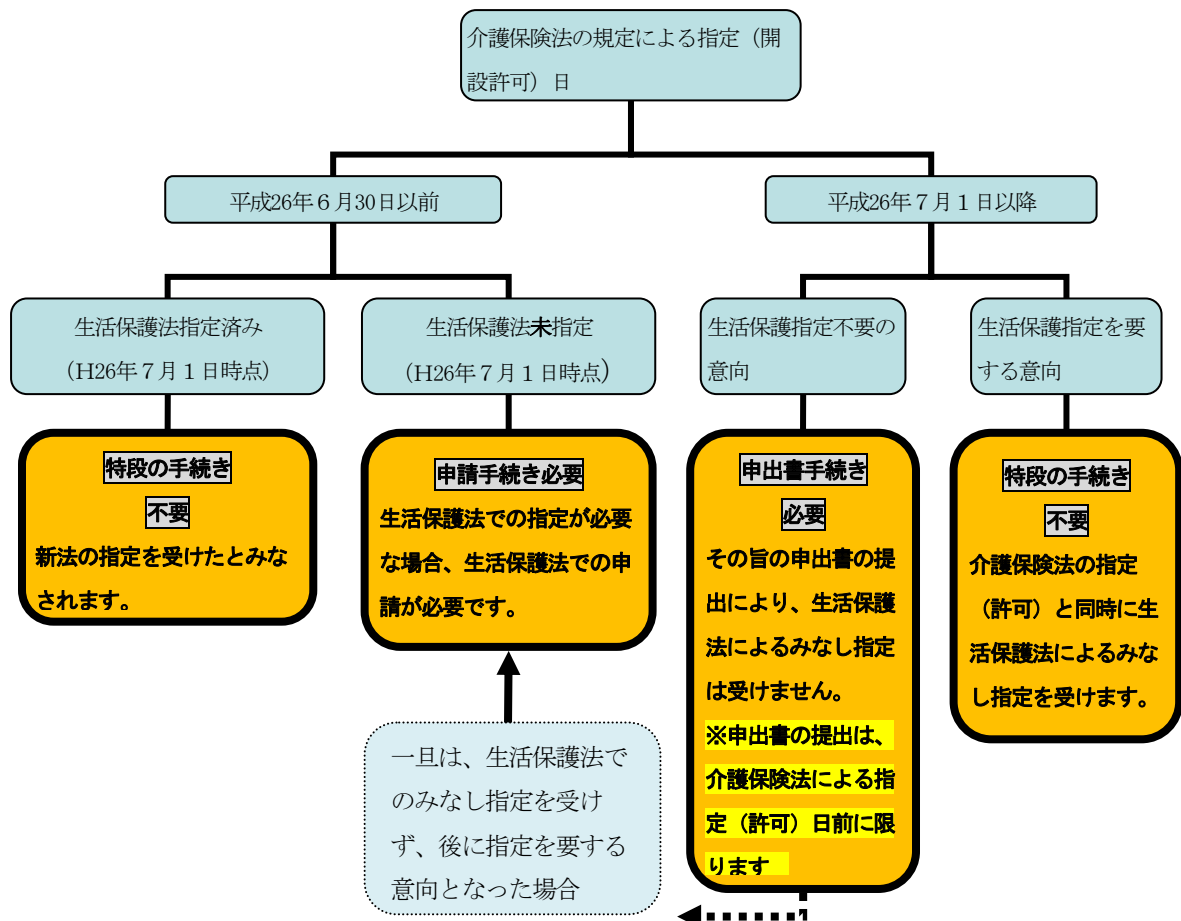 介護保険法の規定による指定（開
設許可）日
平成26年６月30日以前
平成26年７月１日以降
生活保護法指定済み
（H26年７月１日時点）
生活保護法未指定
（H26年７月１日時点）
生活保護指定不要の
意向
生活保護指定を要
する意向
特段の手続き
不要
新法の指定を受けたとみな
されます。
申請手続き必要
生活保護法での指定が必要
な場合、生活保護法での申
請が必要です。
申出書手続き
必要
その旨の申出書の提
出により、生活保護
法によるみなし指定
は受けません。
※申出書の提出は、
介護保険法による指
定（許可）日前に限
ります
特段の手続き
不要
介護保険法の指定
（許可）と同時に生
活保護法によるみな
し指定を受けます。
一旦は、生活保護法で
のみなし指定を受け
ず、後に指定を要する
意向となった場合